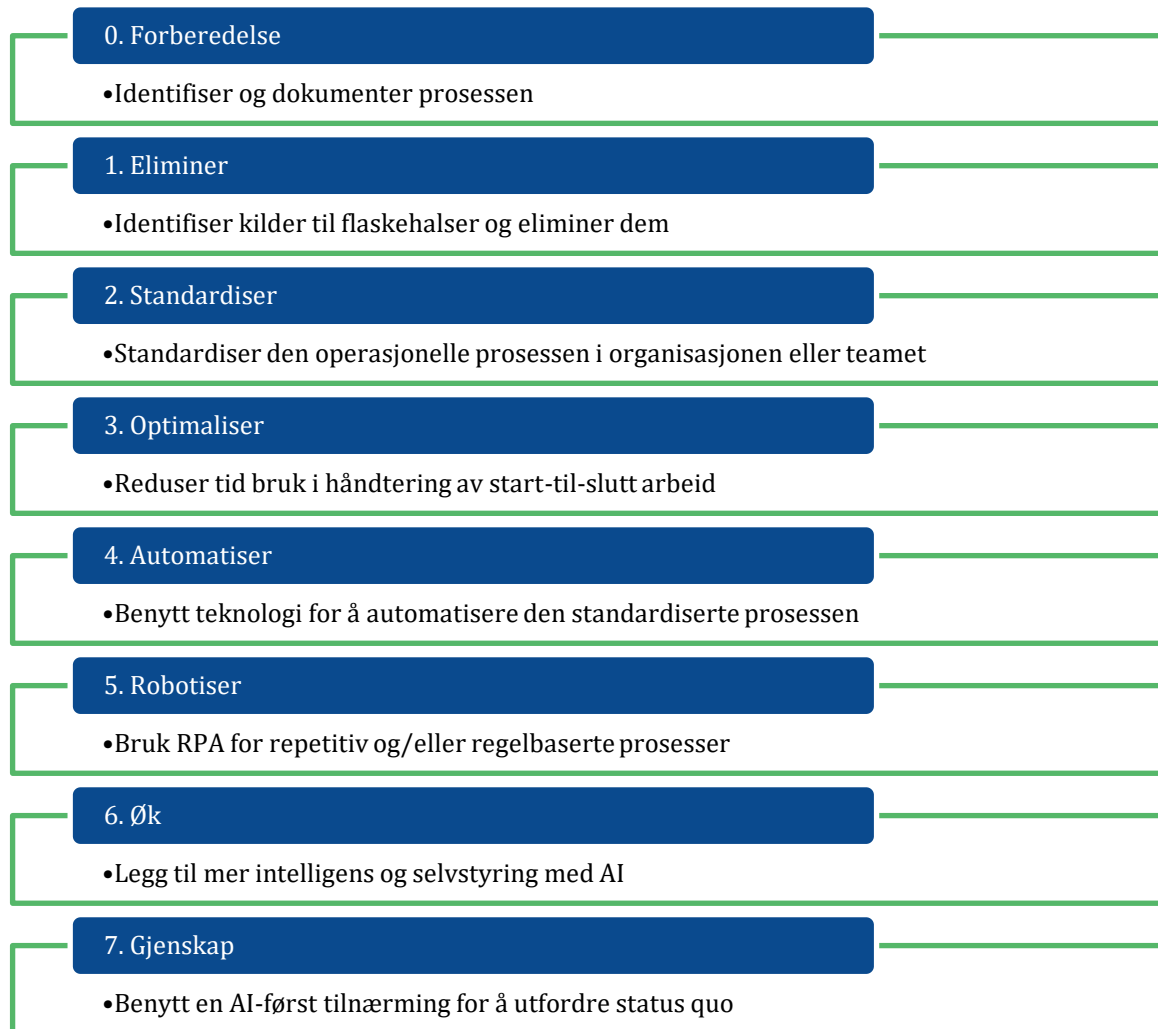 0. Forberedelse
•Identifiser og dokumenter prosessen
1. Eliminer
•Identifiser kilder til flaskehalser og eliminer dem
2. Standardiser
•Standardiser den operasjonelle prosessen i organisasjonen eller teamet
3. Optimaliser
•Reduser tid bruk i håndtering av start-til-slutt arbeid
4. Automatiser
•Benytt teknologi for å automatisere den standardiserte prosessen
5. Robotiser
•Bruk RPA for repetitiv og/eller regelbaserte prosesser
6. Øk
•Legg til mer intelligens og selvstyring med AI
7. Gjenskap
•Benytt en AI-først tilnærming for å utfordre status quo